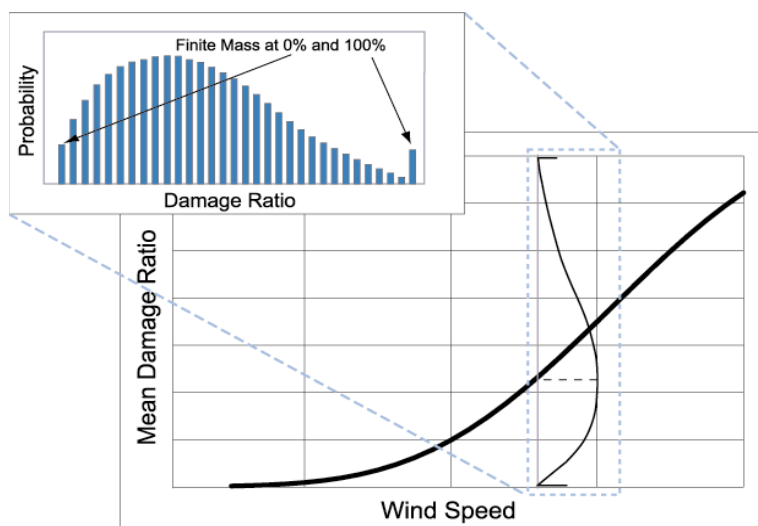 Finite Mass at 0% and 100%
Probability
Damage Ratio
Mean Damage Ratio
Wind Speed